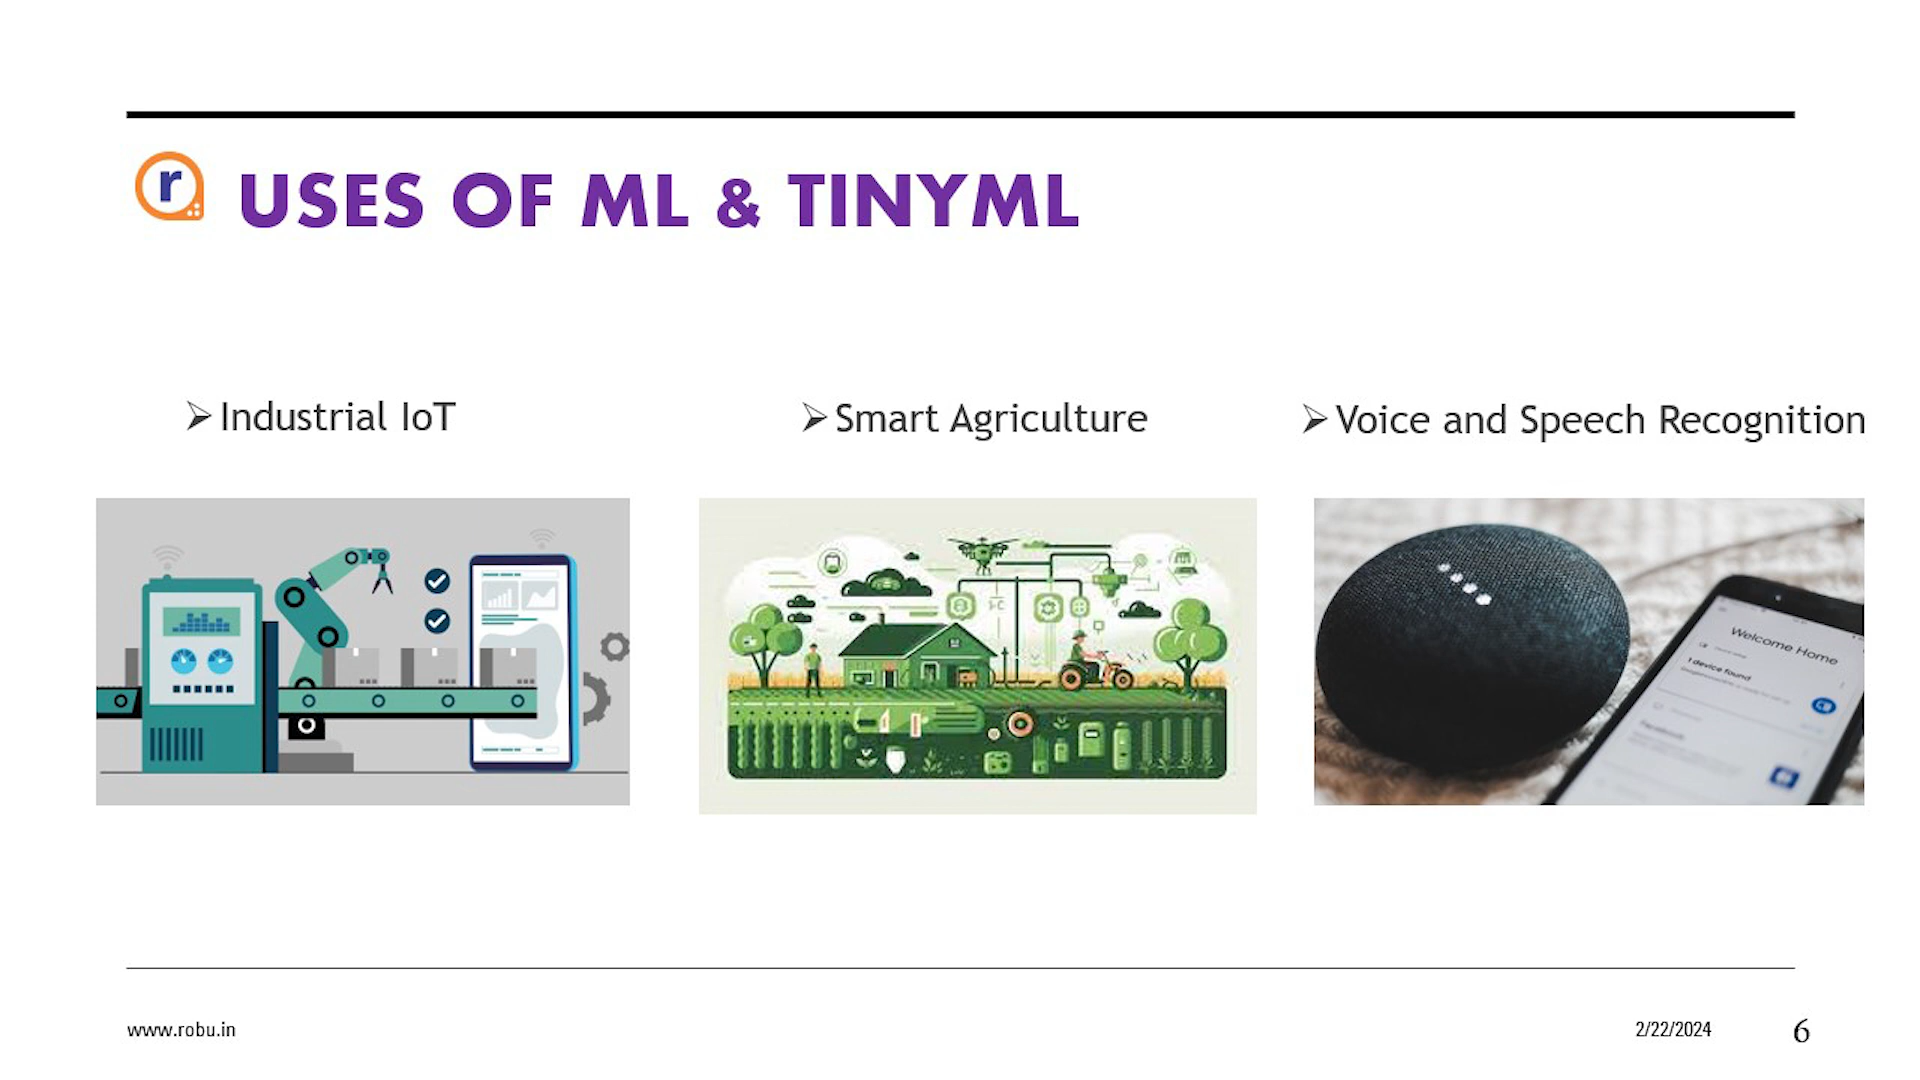 r
USES OF ML & TINYML
Industrial IoT
Smart Agriculture
Voice and Speech Recognition
Welcome Home
1 device found
www.robu.in
2/22/2024
6